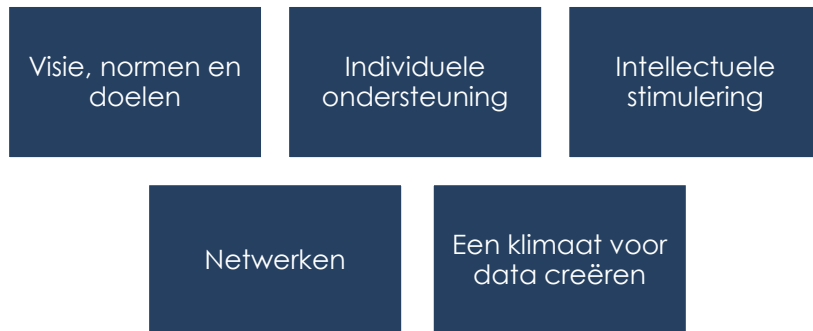 Visie, normen en
doelen
Individuele
ondersteuning
Intellectuele
stimulering
Netwerken
Een klimaat voor
data creëren